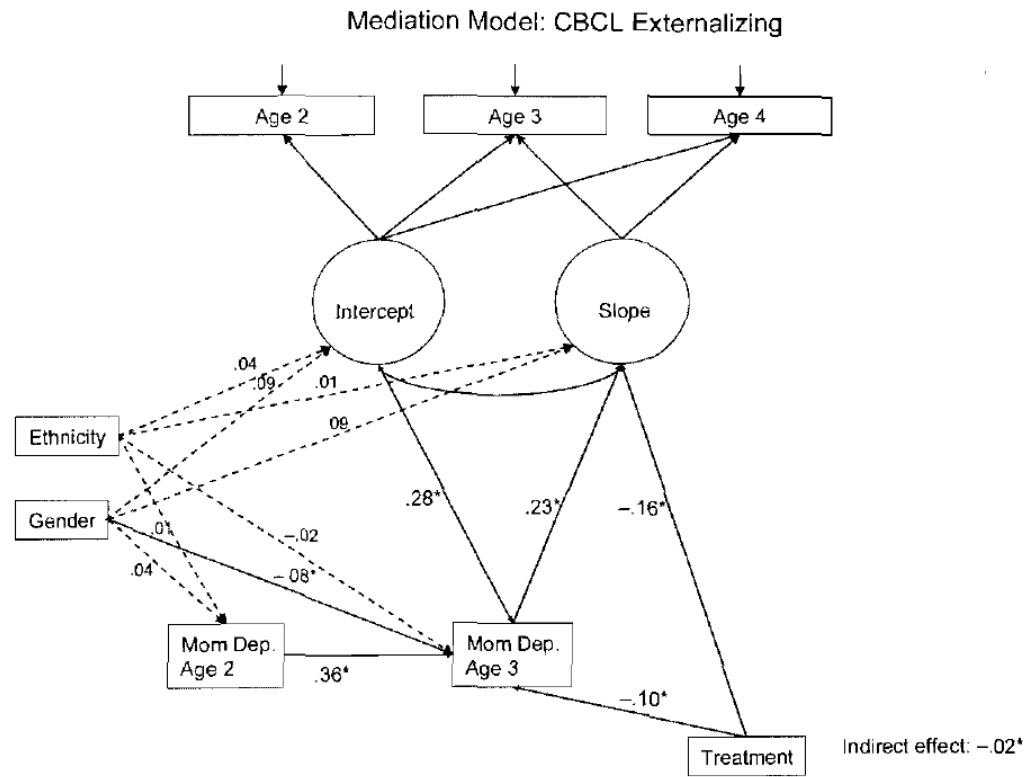 Mediation Model: CBCL Externalizing
Age 2
Age 3
Age 4
Intercept
Slope
.04
.09
.01
09
Ethnicity
Gender
.28*
.23*
–.16*
.01
–.02
.04
–.08*
Mom Dep.
Age 2
.36*
Mom Dep.
Age 3
–.10*
Treatment
Indirect effect: –.02*